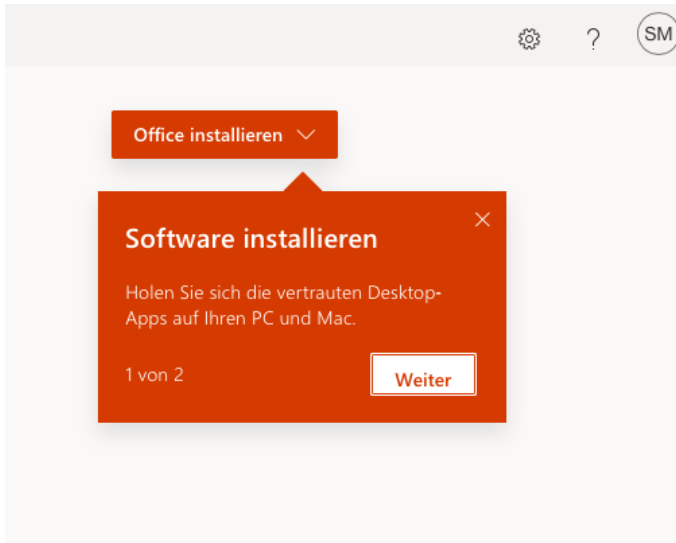 ?
SM
Office installieren
Software installieren
Holen Sie sich die vertrauten Desktop-
Apps auf Ihren PC und Mac.
1 von 2
Weiter